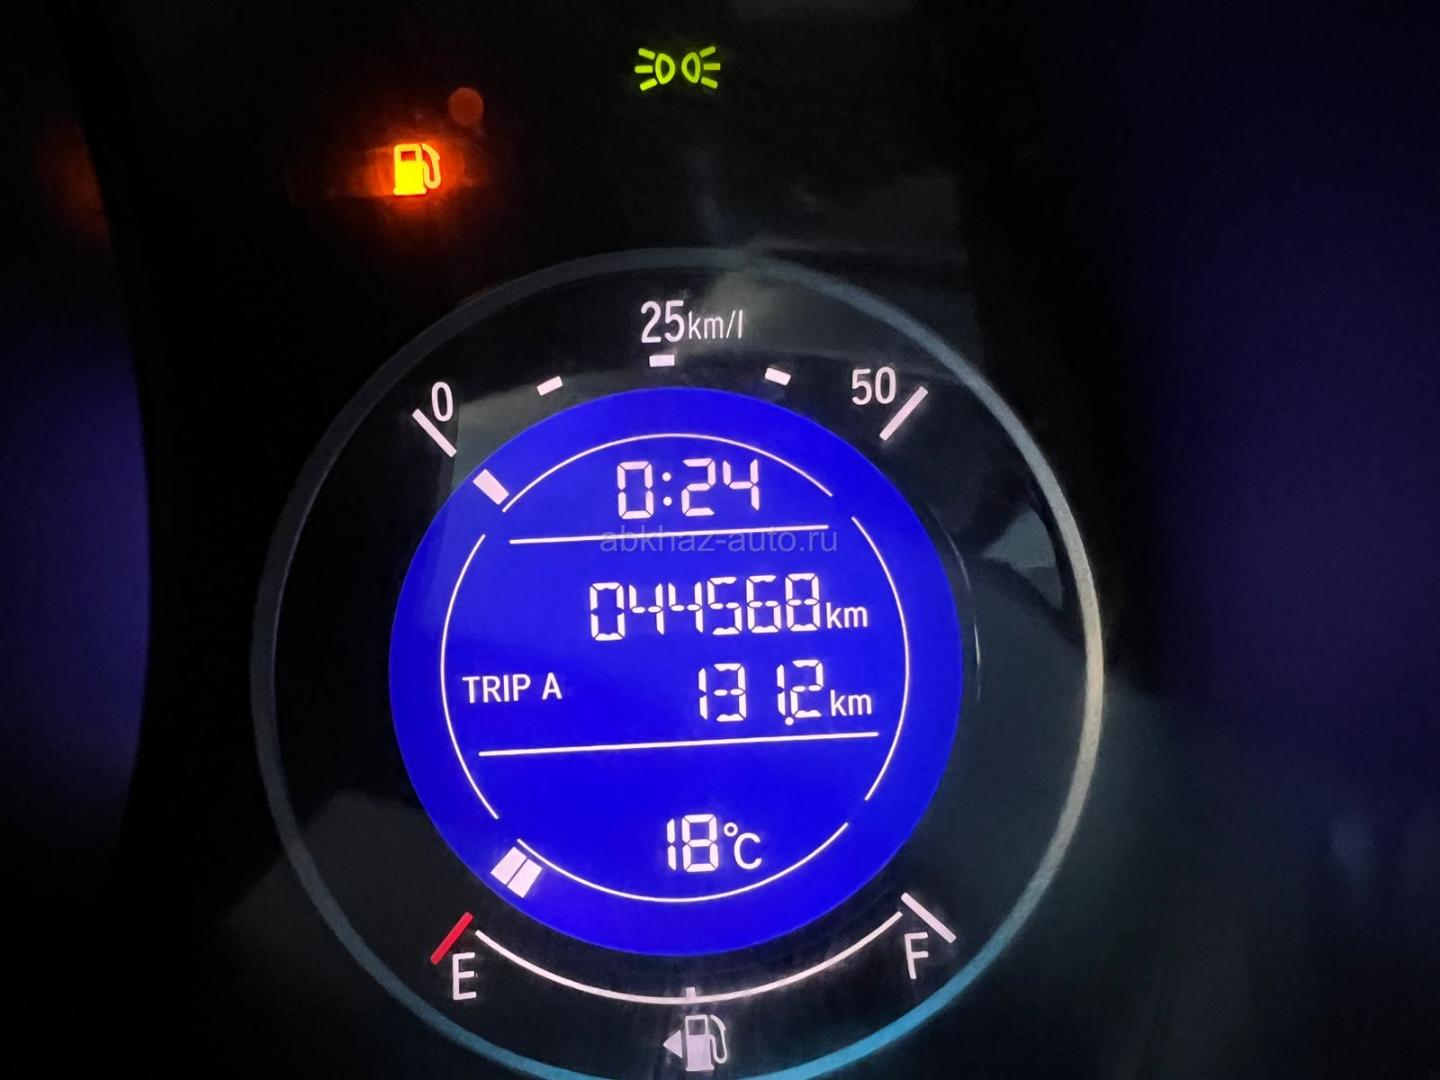 25km/l
0
50
0:24
abkhaz-auto.ru
044568km
TRIP A 131.2km
18°C
E
F